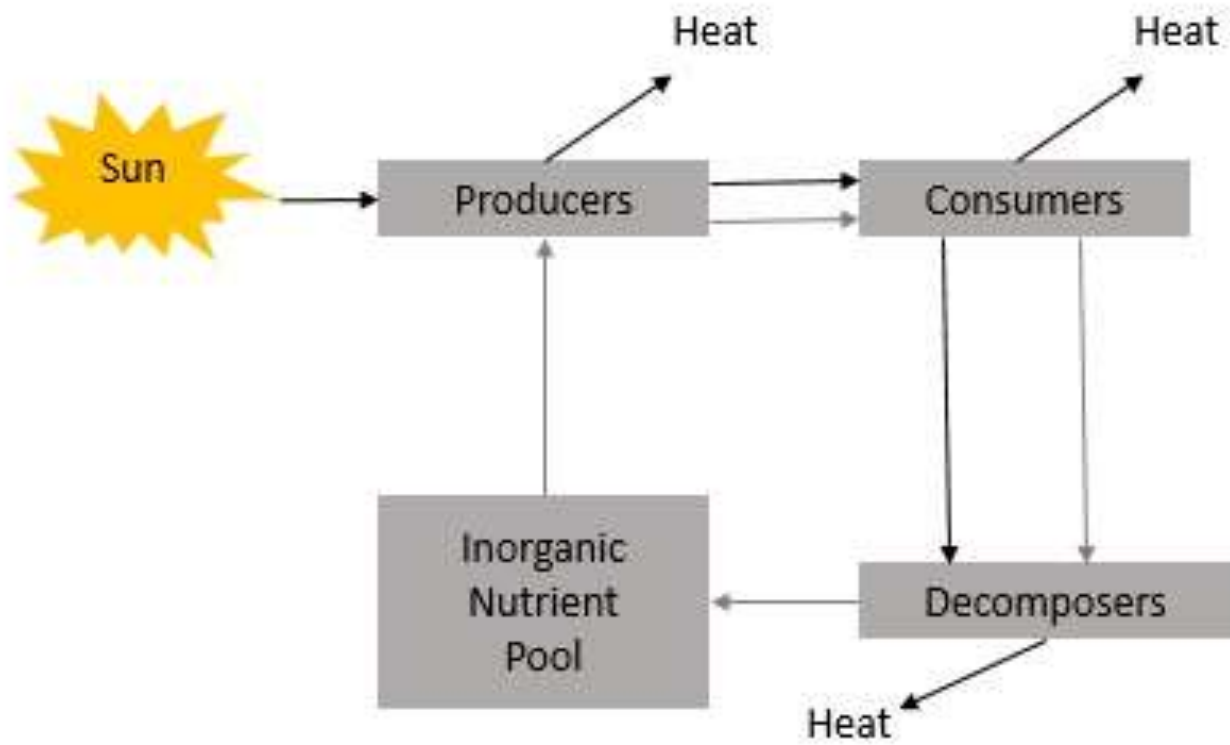 Heat
Heat
Sun
Producers
Consumers
Inorganic
Nutrient
Pool
Decomposers
Heat